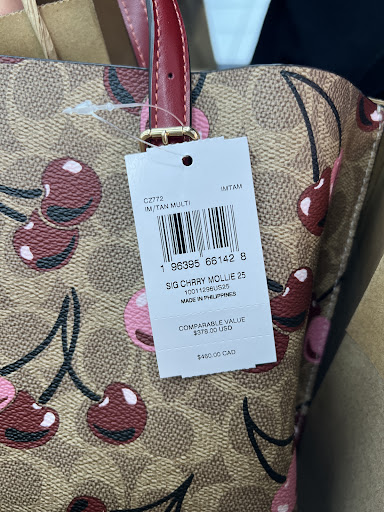 CZ772 IMTAM
IM/TAN MULTI
1 96395 66142 8
SIG CHRRY MOLLIE 25
10011296US25
MADE IN PHILIPPINES
COMPARABLE VALUE
$378.00 USD
$460.00 CAD